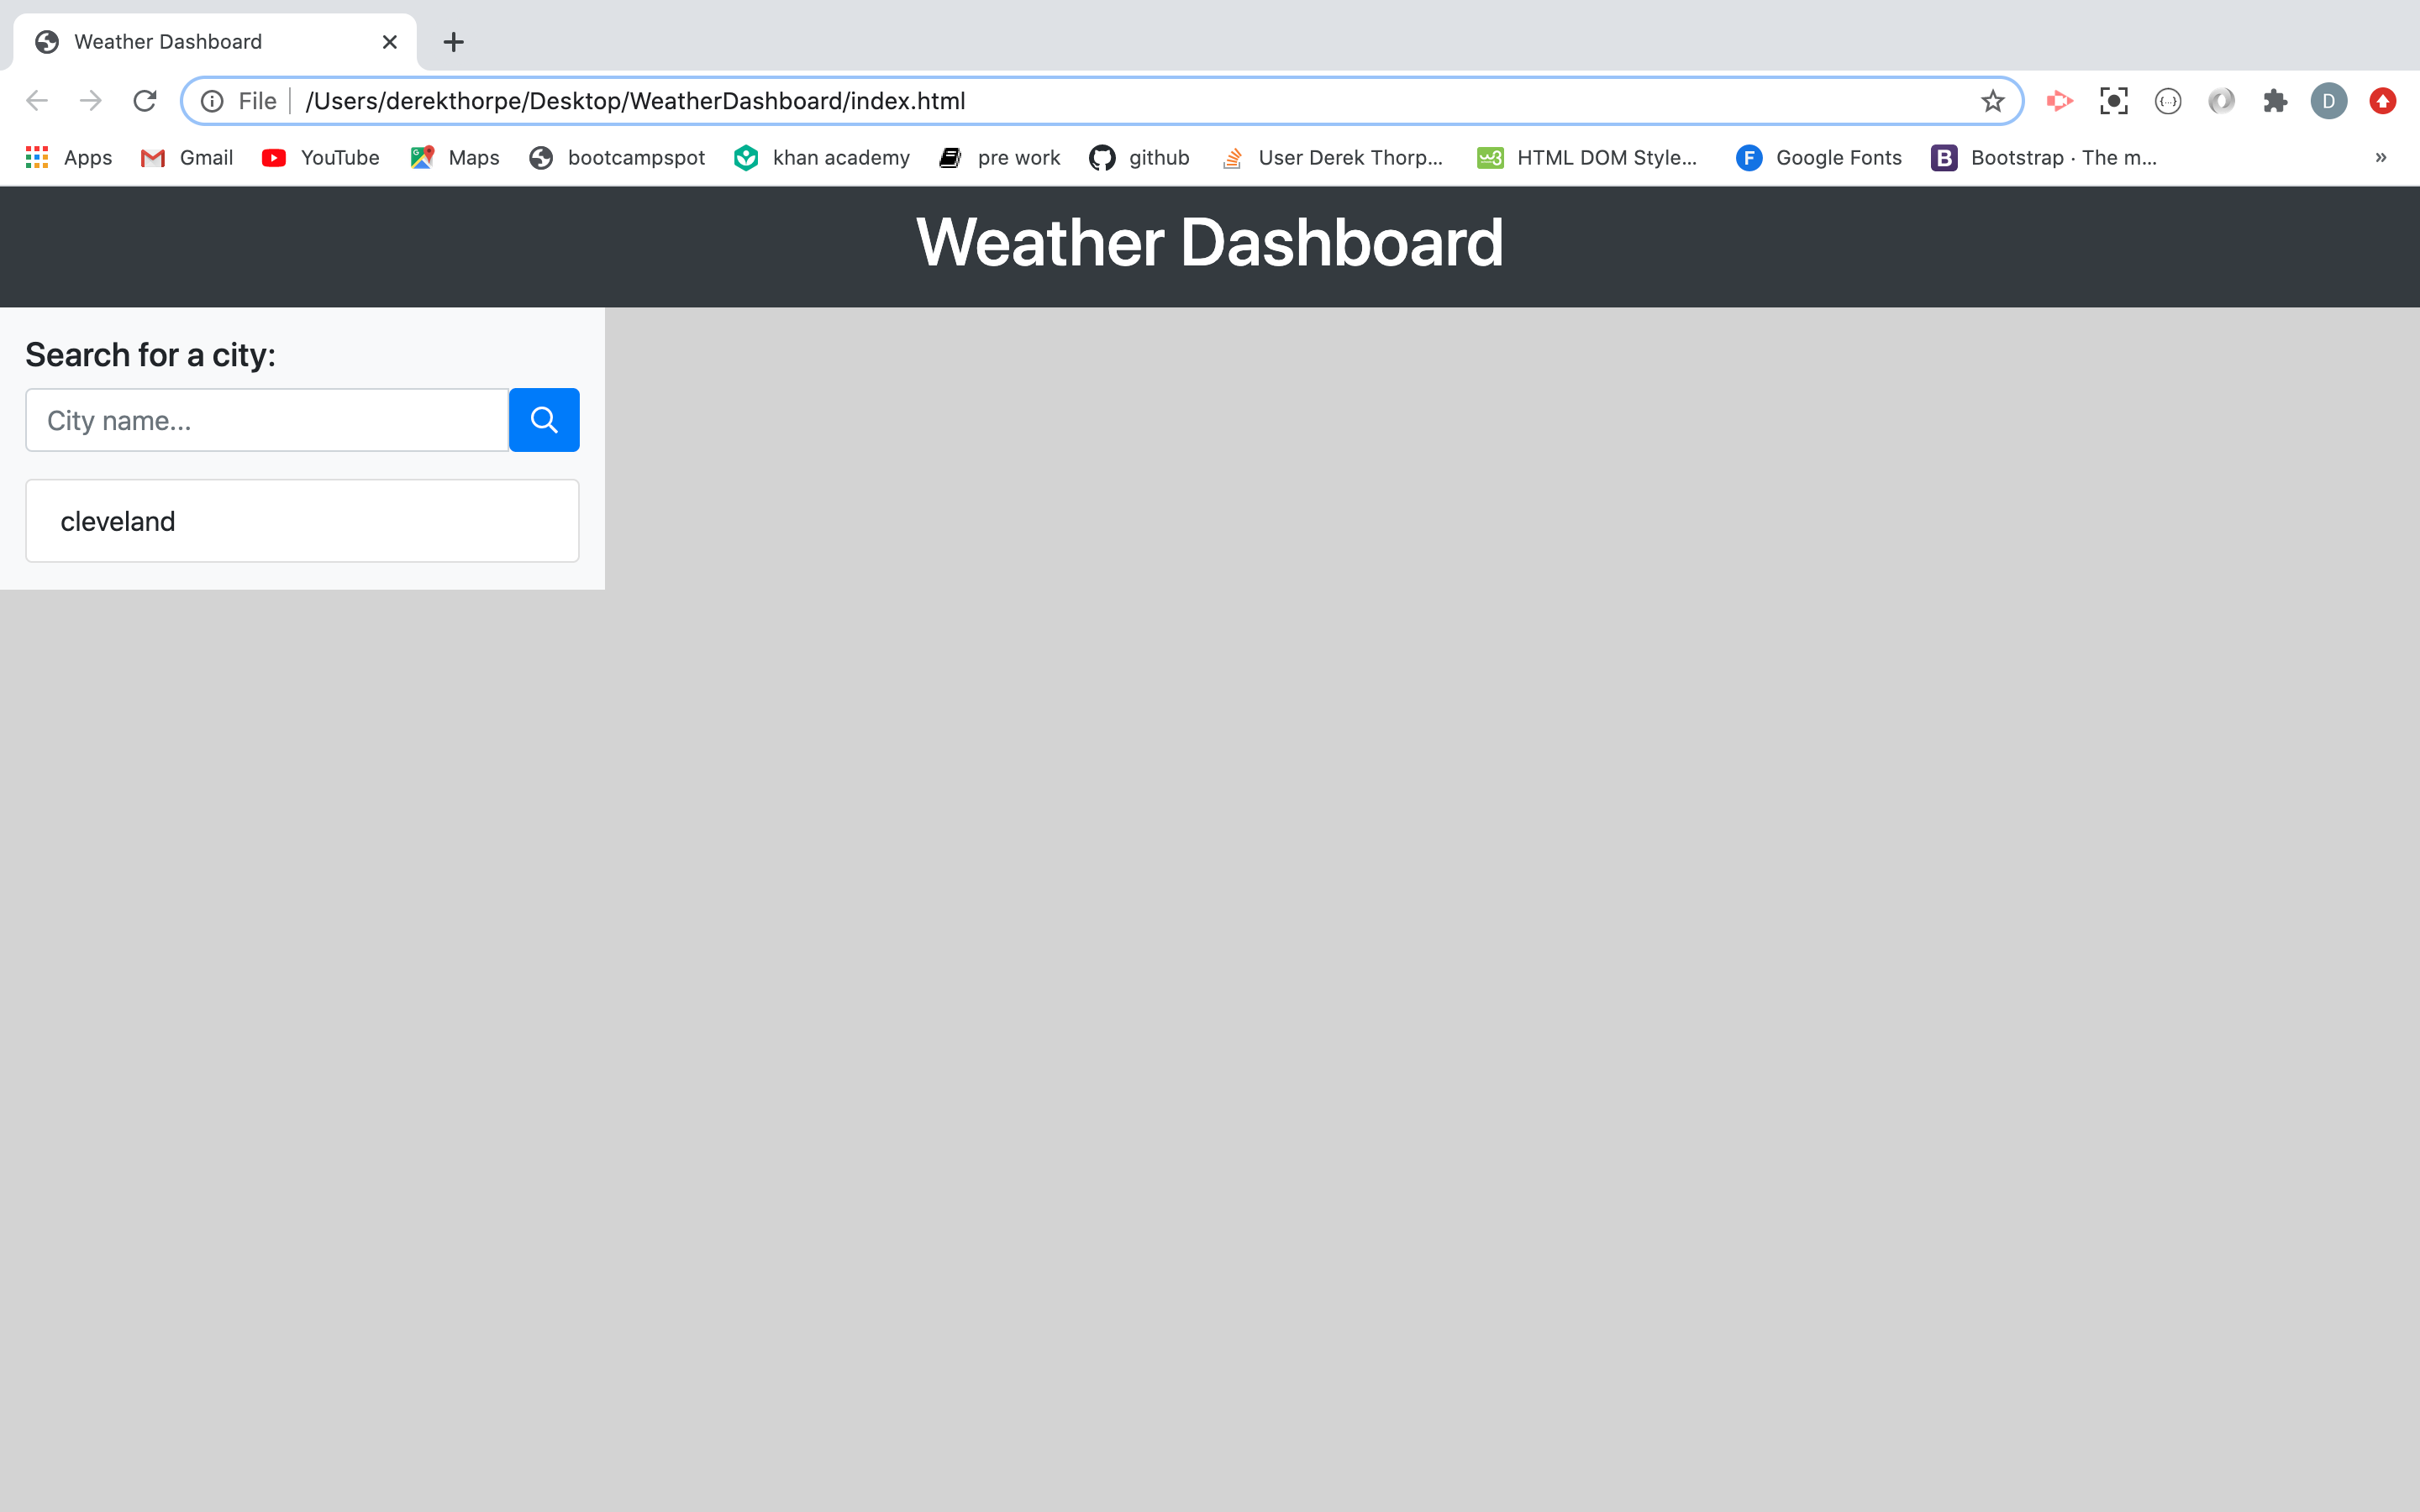 Weather Dashboard
File /Users/derekthorpe/Desktop/WeatherDashboard/index.html
D
Apps Gmail YouTube Maps bootcampspot khan academy pre work github User Derek Thorp... HTML DOM Style... Google Fonts Bootstrap · The m... »
Weather Dashboard
Search for a city:
City name...
cleveland